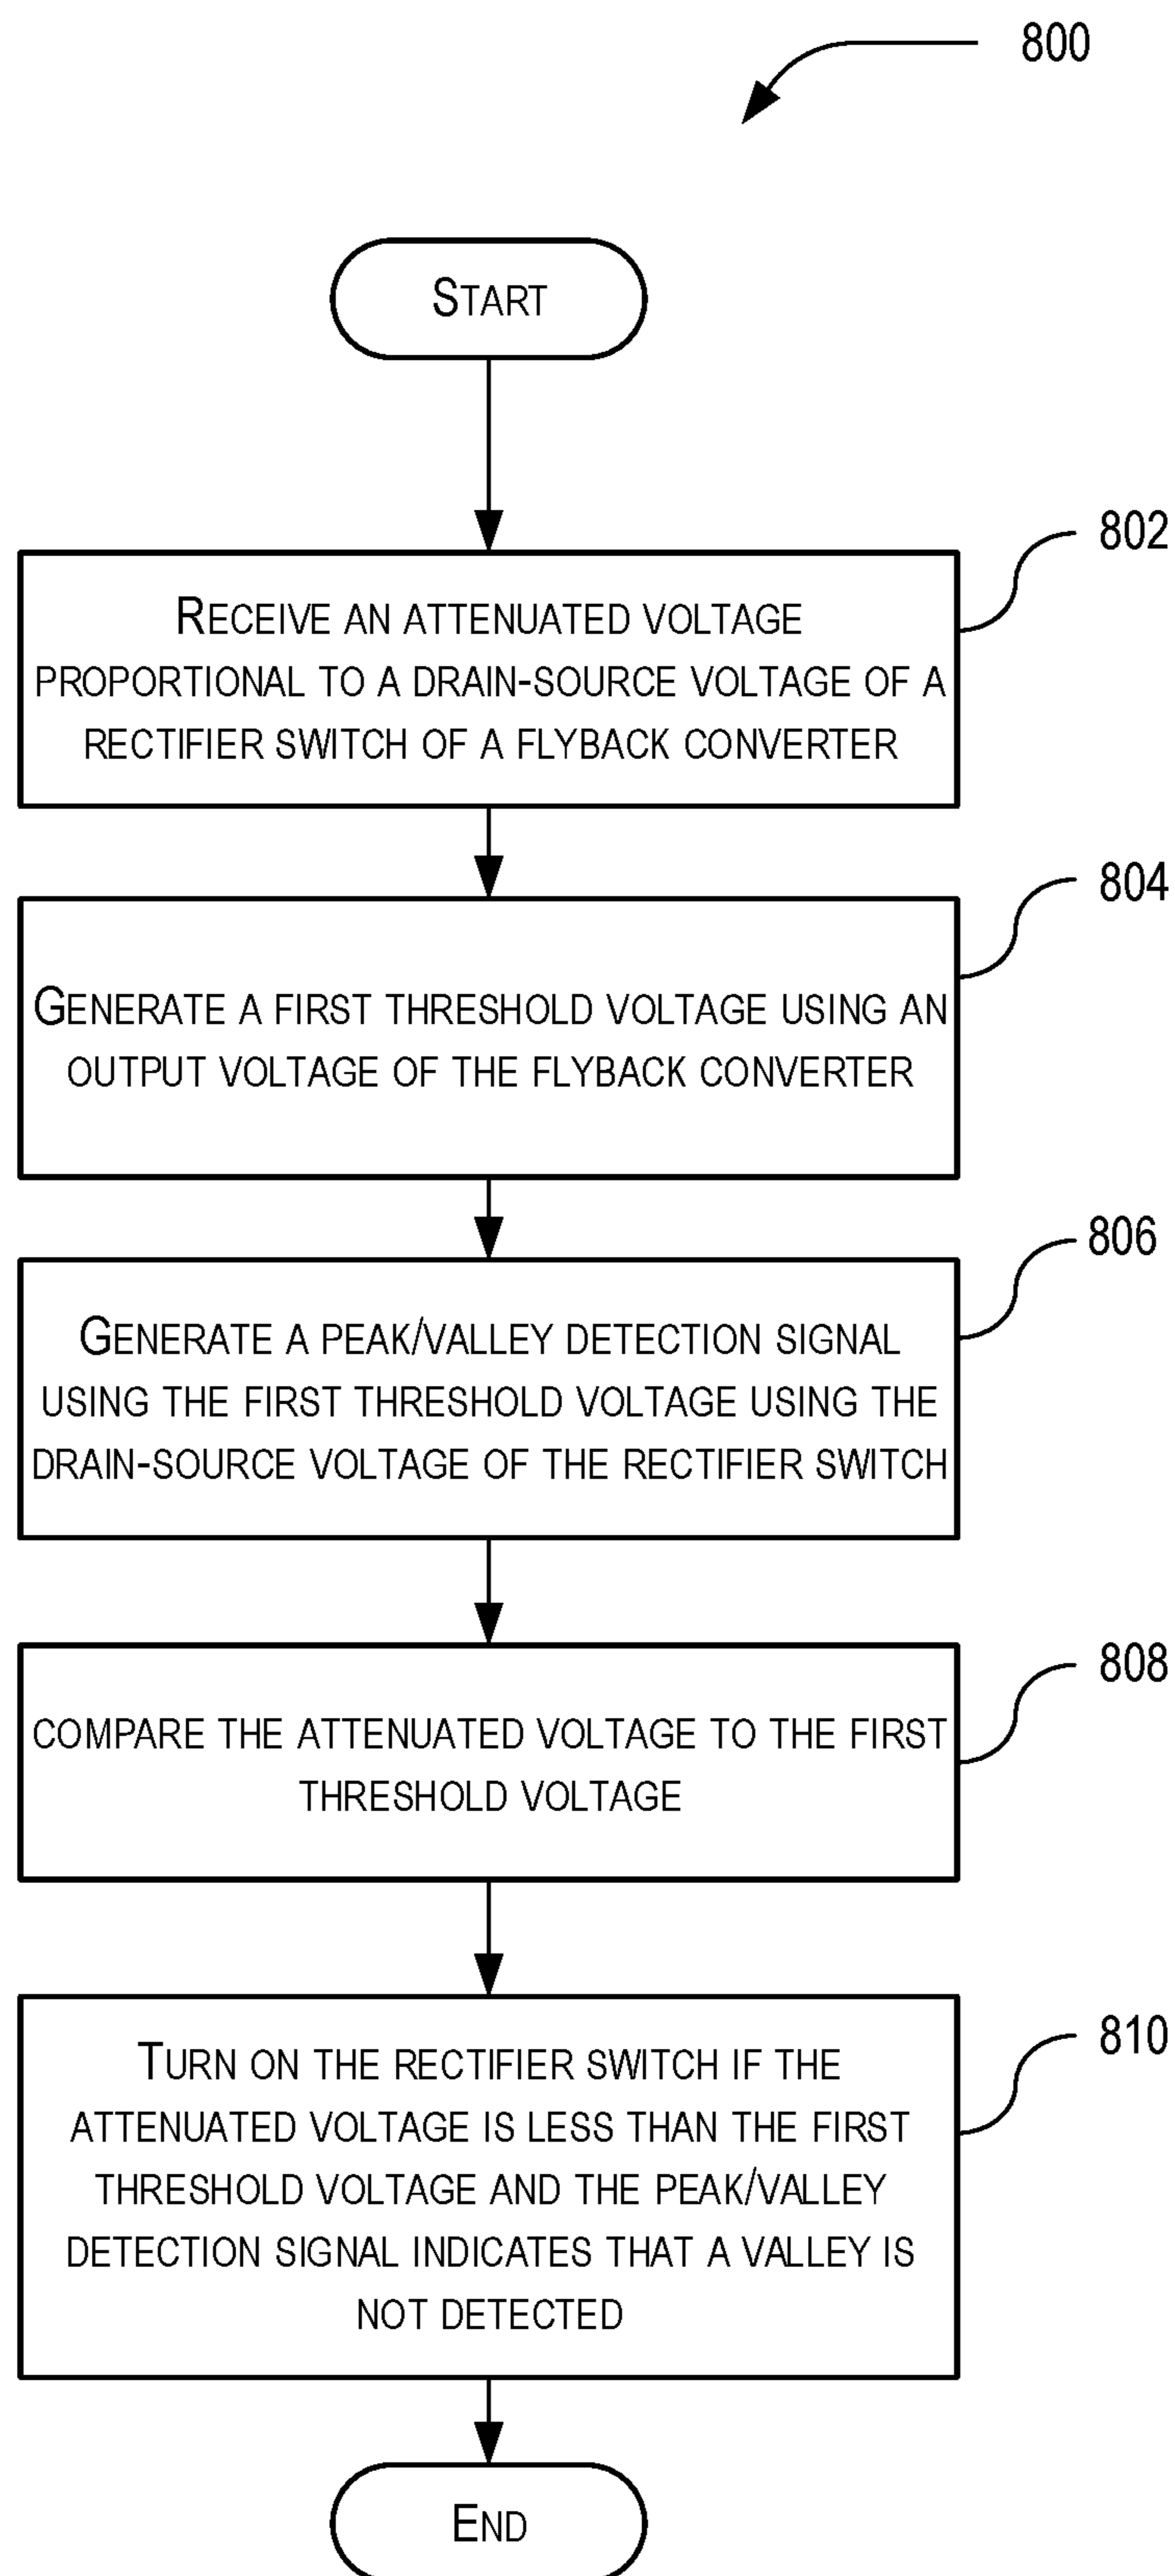 800
START
802
RECEIVE AN ATTENUATED VOLTAGE
PROPORTIONAL TO A DRAIN-SOURCE VOLTAGE OF A
RECTIFIER SWITCH OF A FLYBACK CONVERTER
804
GENERATE A FIRST THRESHOLD VOLTAGE USING AN
OUTPUT VOLTAGE OF THE FLYBACK CONVERTER
806
GENERATE A PEAK/VALLEY DETECTION SIGNAL
USING THE FIRST THRESHOLD VOLTAGE USING THE
DRAIN-SOURCE VOLTAGE OF THE RECTIFIER SWITCH
808
COMPARE THE ATTENUATED VOLTAGE TO THE FIRST
THRESHOLD VOLTAGE
810
TURN ON THE RECTIFIER SWITCH IF THE
ATTENUATED VOLTAGE IS LESS THAN THE FIRST
THRESHOLD VOLTAGE AND THE PEAK/VALLEY
DETECTION SIGNAL INDICATES THAT A VALLEY IS
NOT DETECTED
END